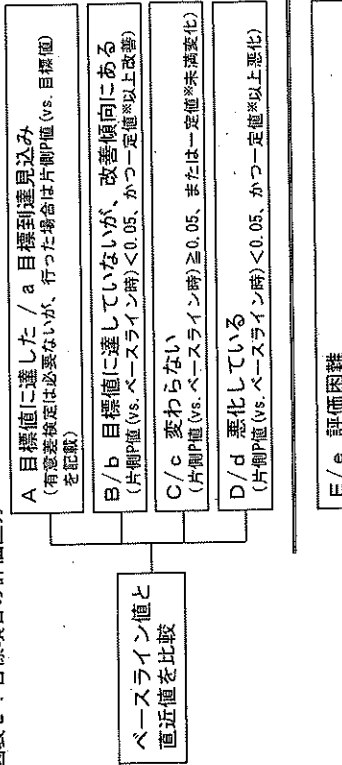 A 目標値に達した / a 目標到達見込み
(有意差検定は必要ないが、行った場合は片側P値(vs. 目標値)
を記載)
B/b 目標値に達していないが、改善傾向にある
(片側P値(vs. ベースライン時)<0.05、かつ一定値※以上改善)
ベースライン値と
直近値を比較
C/c 変わらない
(片側P値(vs. ベースライン時)≧0.05、または一定値※未満変化)
D/d 悪化している
(片側P値(vs. ベースライン時)<0.05、かつ一定値※以上悪化)
E/e 評価困難